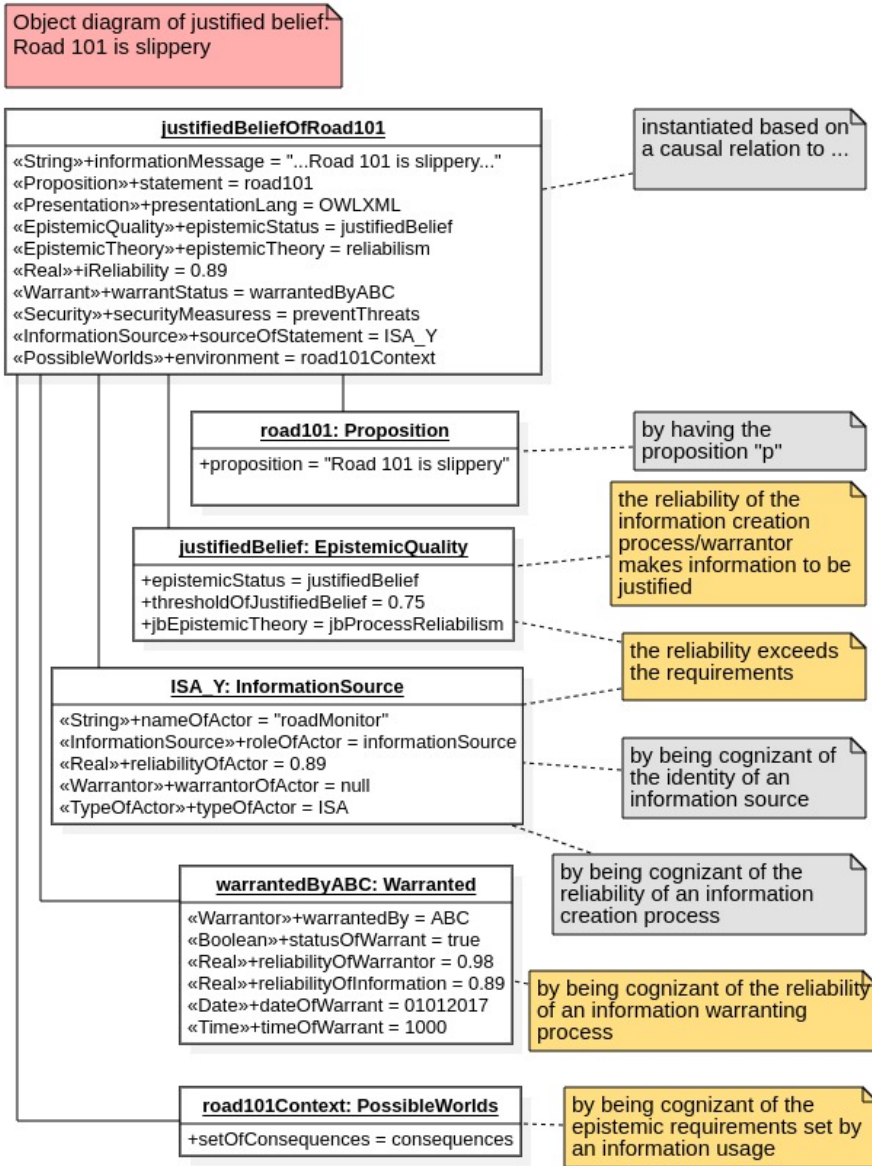 Object diagram of justified belief:
Road 101 is slippery
justifiedBeliefOfRoad101
«String»+informationMessage = "...Road 101 is slippery..."
«Proposition»+statement = road101
«Presentation»+presentationLang = OWLXML
«EpistemicQuality»+epistemicStatus = justifiedBelief
«EpistemicTheory»+epistemicTheory = reliabilism
«Real»+iReliability = 0.89
«Warrant»+warrantStatus = warrantedByABC
«Security»+securityMeasuress = preventThreats
«InformationSource»+sourceOfStatement = ISA_Y
«PossibleWorlds»+environment = road101Context
instantiated based on
a causal relation to ...
road101: Proposition
+proposition = "Road 101 is slippery"
by having the
proposition "p"
justifiedBelief: EpistemicQuality
+epistemicStatus = justifiedBelief
+thresholdOfJustifiedBelief = 0.75
+jbEpistemicTheory = jbProcessReliabilism
the reliability of the
information creation
process/warrantor
makes information to be
justified
the reliability exceeds
the requirements
ISA_Y: InformationSource
«String»+nameOfActor = "roadMonitor"
«InformationSource»+roleOfActor = informationSource
«Real»+reliabilityOfActor = 0.89
«Warrantor»+warrantorOfActor = null
«TypeOfActor»+typeOfActor = ISA
by being cognizant of
the identity of an
information source
by being cognizant of the
reliability of an information
creation process
warrantedByABC: Warranted
«Warrantor»+warrantedBy = ABC
«Boolean»+statusOfWarrant = true
«Real»+reliabilityOfWarrantor = 0.98
«Real»+reliabilityOfInformation = 0.89
«Date»+dateOfWarrant = 01012017
«Time»+timeOfWarrant = 1000
by being cognizant of the reliability
of an information warranting
process
road101Context: PossibleWorlds
+setOfConsequences = consequences
by being cognizant of the
epistemic requirements set by
an information usage